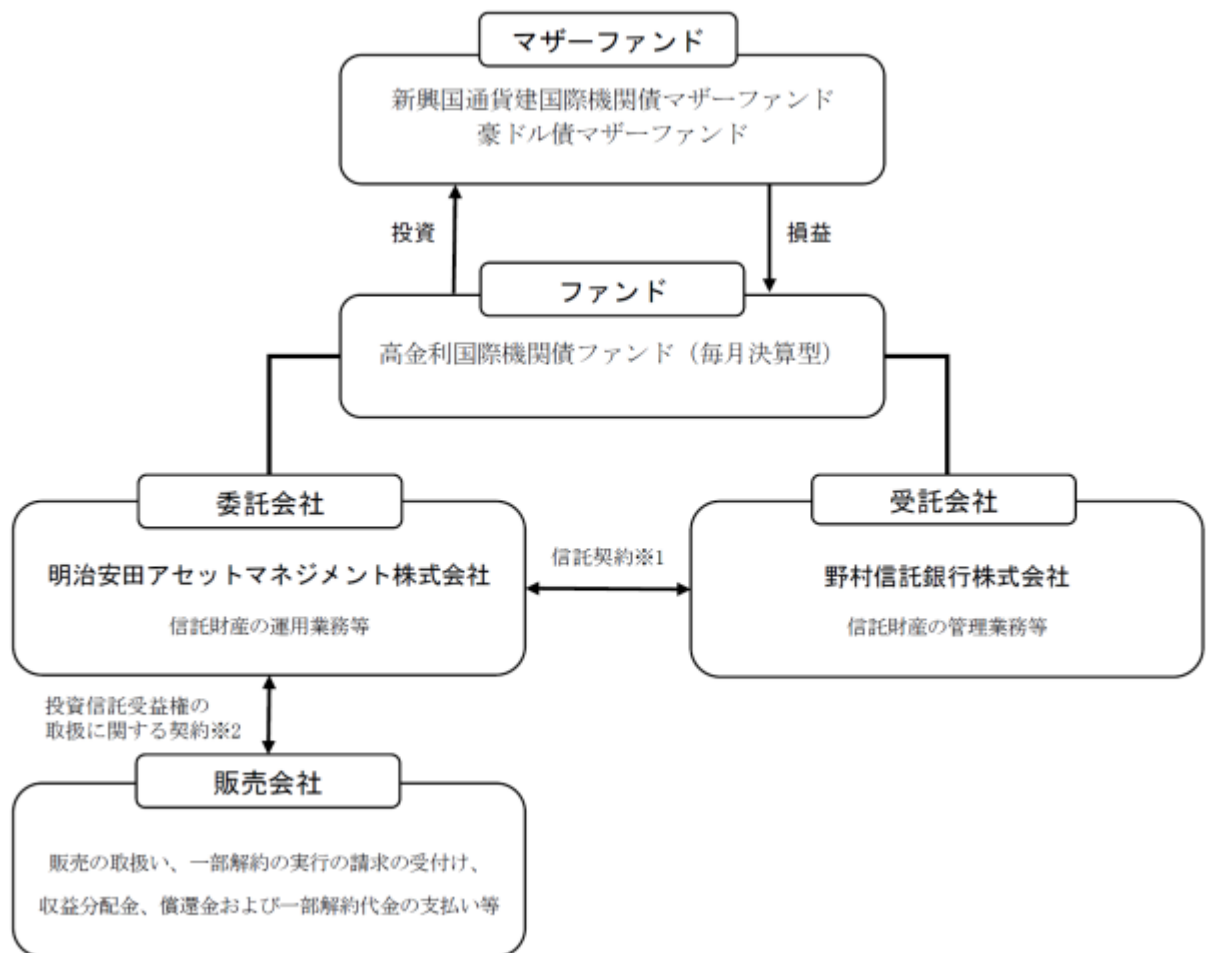 マザーファンド
新興国通貨建国際機関債マザーファンド
豪ドル債マザーファンド
投資
損益
ファンド
高金利国際機関債ファンド（毎月決算型）
委託会社
明治安田アセットマネジメント株式会社
信託財産の運用業務等
信託契約※1
受託会社
野村信託銀行株式会社
信託財産の管理業務等
投資信託受益権の
取扱に関する契約※2
販売会社
販売の取扱い、一部解約の実行の請求の受付け、
収益分配金、償還金および一部解約代金の支払い等